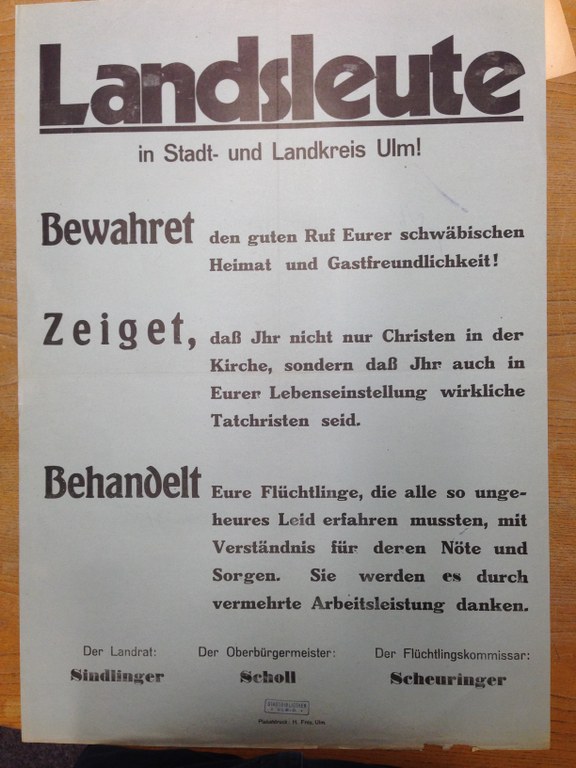 Landsleute
in Stadt- und Landkreis Ulm!
Bewahret den guten Ruf Eurer schwäbischen
Heimat und Gastfreundlichkeit!
Zeiget, daß Jhr nicht nur Christen in der
Kirche, sondern daß Jhr auch in
Eurer Lebenseinstellung wirkliche
Tatchristen seid.
Behandelt Eure Flüchtlinge, die alle so unge-
heures Leid erfahren mussten, mit
Verständnis für deren Nöte und
Sorgen. Sie werden es durch
vermehrte Arbeitsleistung danken.
Der Landrat: Der Oberbürgermeister: Der Flüchtlingskommissar:
Sindlinger Scholl Scheuringer
H. Frey, Ulm